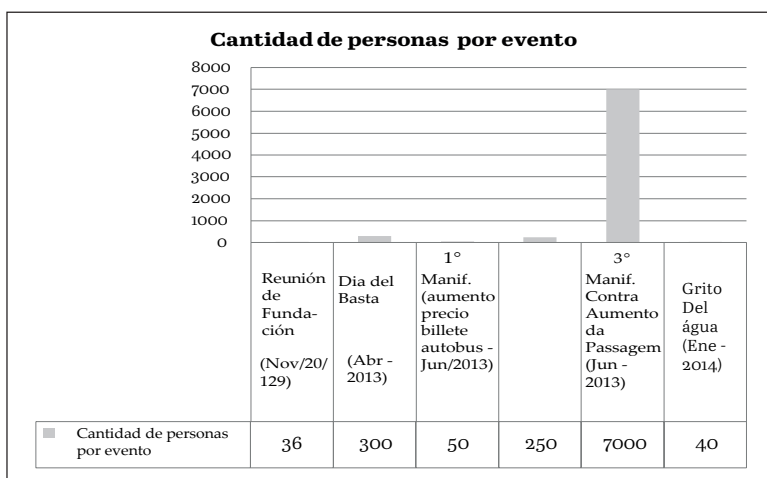 Cantidad de personas por evento
8000
7000
6000
5000
4000
3000
2000
1000
0
Reunión
de
Funda-
ción
(Nov/20/
129)
Dia del
Basta
(Abr -
2013)
1°
Manif.
(aumento
precio
billete
autobus -
Jun/2013)
3°
Manif.
Contra
Aumento
da
Passagem
(Jun -
2013)
Grito
Del
água
(Ene -
2014)
Cantidad de personas
por evento
36
300
50
250
7000
40